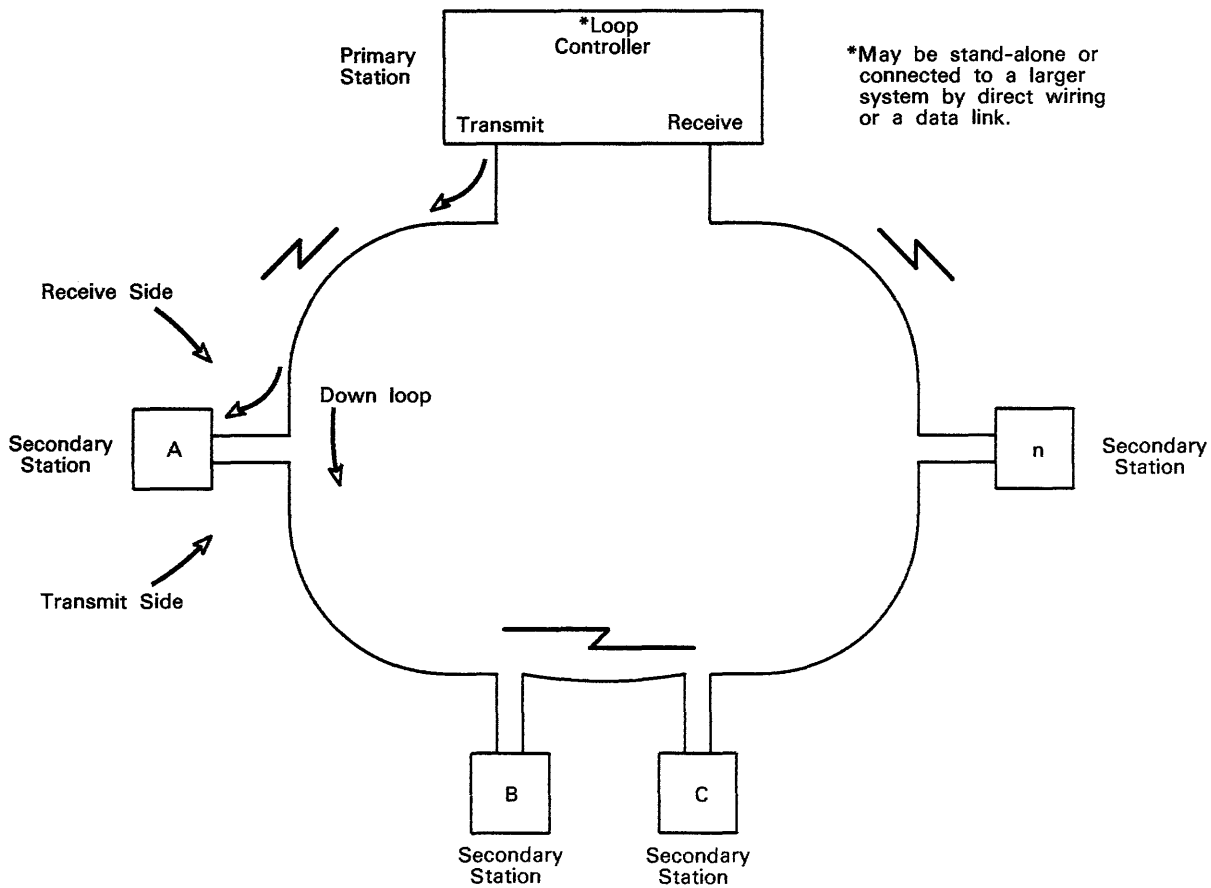 *Loop
Controller
Primary
Station
*May be stand-alone or
connected to a larger
system by direct wiring
or a data link.
Transmit
Receive
Receive Side
Down loop
Secondary
Station
A
n
Secondary
Station
Transmit Side
B
C
Secondary
Station
Secondary
Station